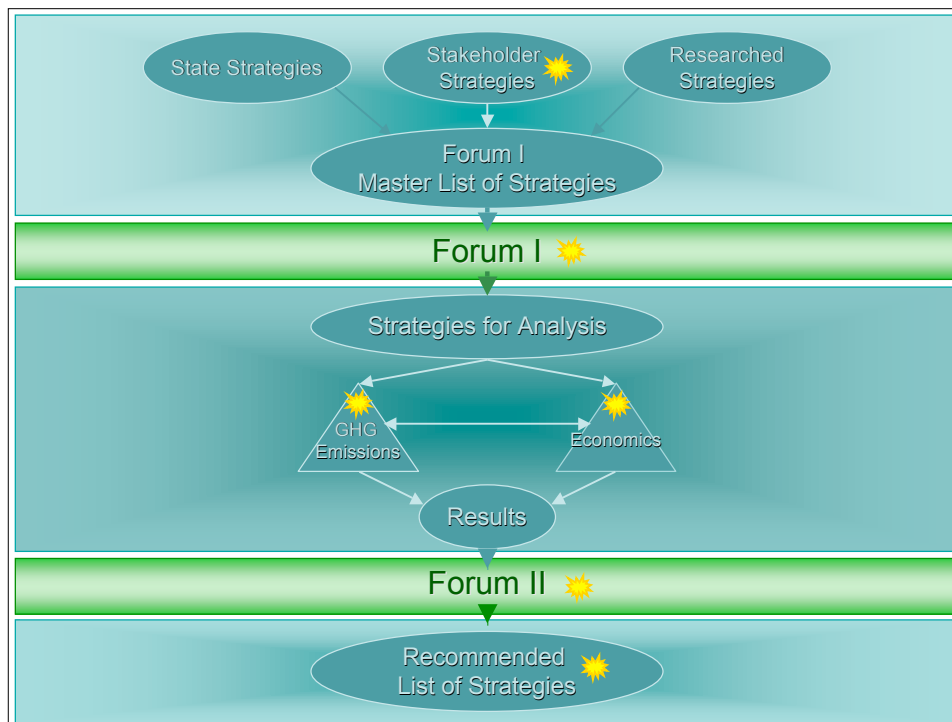 State Strategies
Stakeholder
Strategies
Researched
Strategies
Forum I
Master List of Strategies
Forum I
Strategies for Analysis
GHG
Emissions
Economics
Results
Forum II
Recommended
List of Strategies